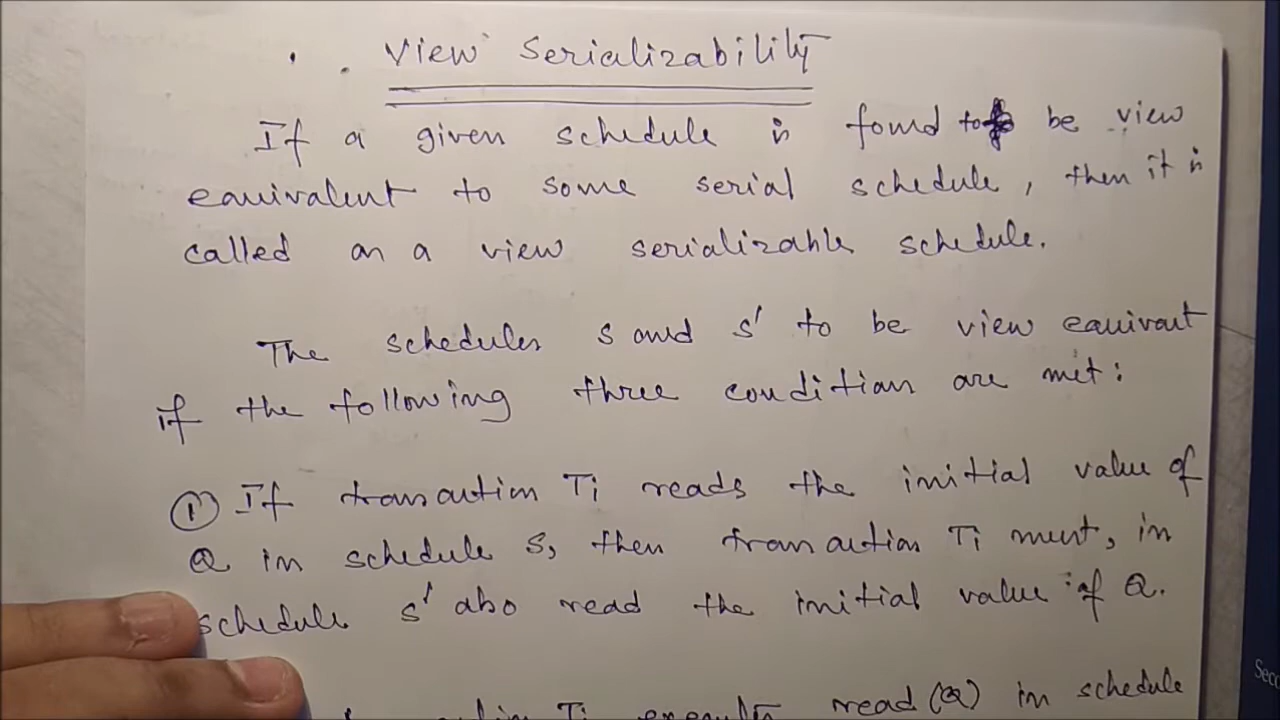 View Serializability
If a given schedule is found to be view
equivalent to some serial schedule, then it is
called as a view serializable schedule.
The schedules S and S' to be view equivalent
if the following three condition are met:
① If transaction Ti reads the initial value of
Q in schedule S, then transaction Ti must, in
schedule S' also read the initial value of Q.
Ti read(Q) in schedule
Sec